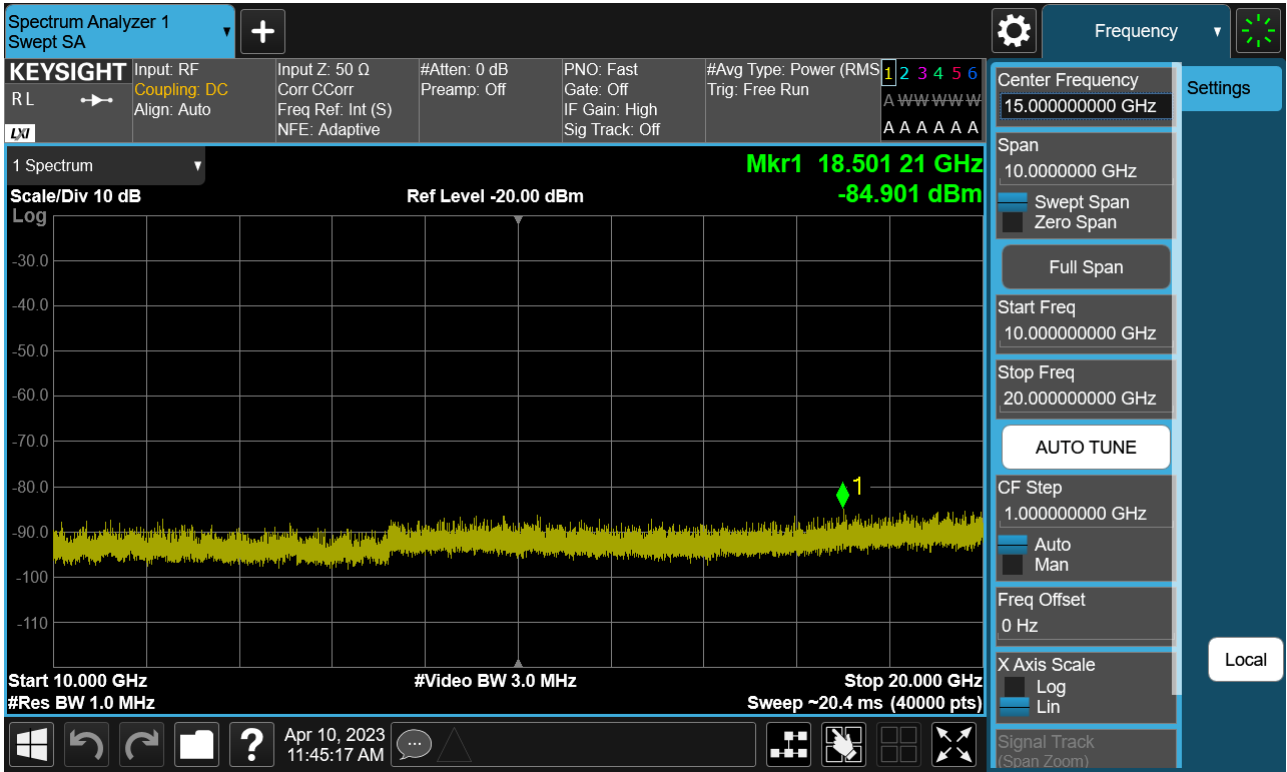 Spectrum Analyzer 1
Swept SA
+
Frequency
KEYSIGHT
R L
LXI
Input: RF
Coupling: DC
Align: Auto
Input Z: 50 Ω
Corr CCorr
Freq Ref: Int (S)
NFE: Adaptive
#Atten: 0 dB
Preamp: Off
PNO: Fast
Gate: Off
IF Gain: High
Sig Track: Off
#Avg Type: Power (RMS
Trig: Free Run
1 2 3 4 5 6
A W W W W W
A A A A A A
1 Spectrum
Mkr1 18.501 21 GHz
Scale/Div 10 dB
Ref Level -20.00 dBm
-84.901 dBm
Log
-30.0
-40.0
-50.0
-60.0
-70.0
-80.0
1
-90.0
-100
-110
Start 10.000 GHz
#Video BW 3.0 MHz
Stop 20.000 GHz
#Res BW 1.0 MHz
Sweep ~20.4 ms (40000 pts)
Center Frequency
15.000000000 GHz
Settings
Span
10.0000000 GHz
Swept Span
Zero Span
Full Span
Start Freq
10.000000000 GHz
Stop Freq
20.000000000 GHz
AUTO TUNE
CF Step
1.000000000 GHz
Auto
Man
Freq Offset
0 Hz
X Axis Scale
Log
Lin
Local
Signal Track
(Span Zoom)
?
Apr 10, 2023
11:45:17 AM